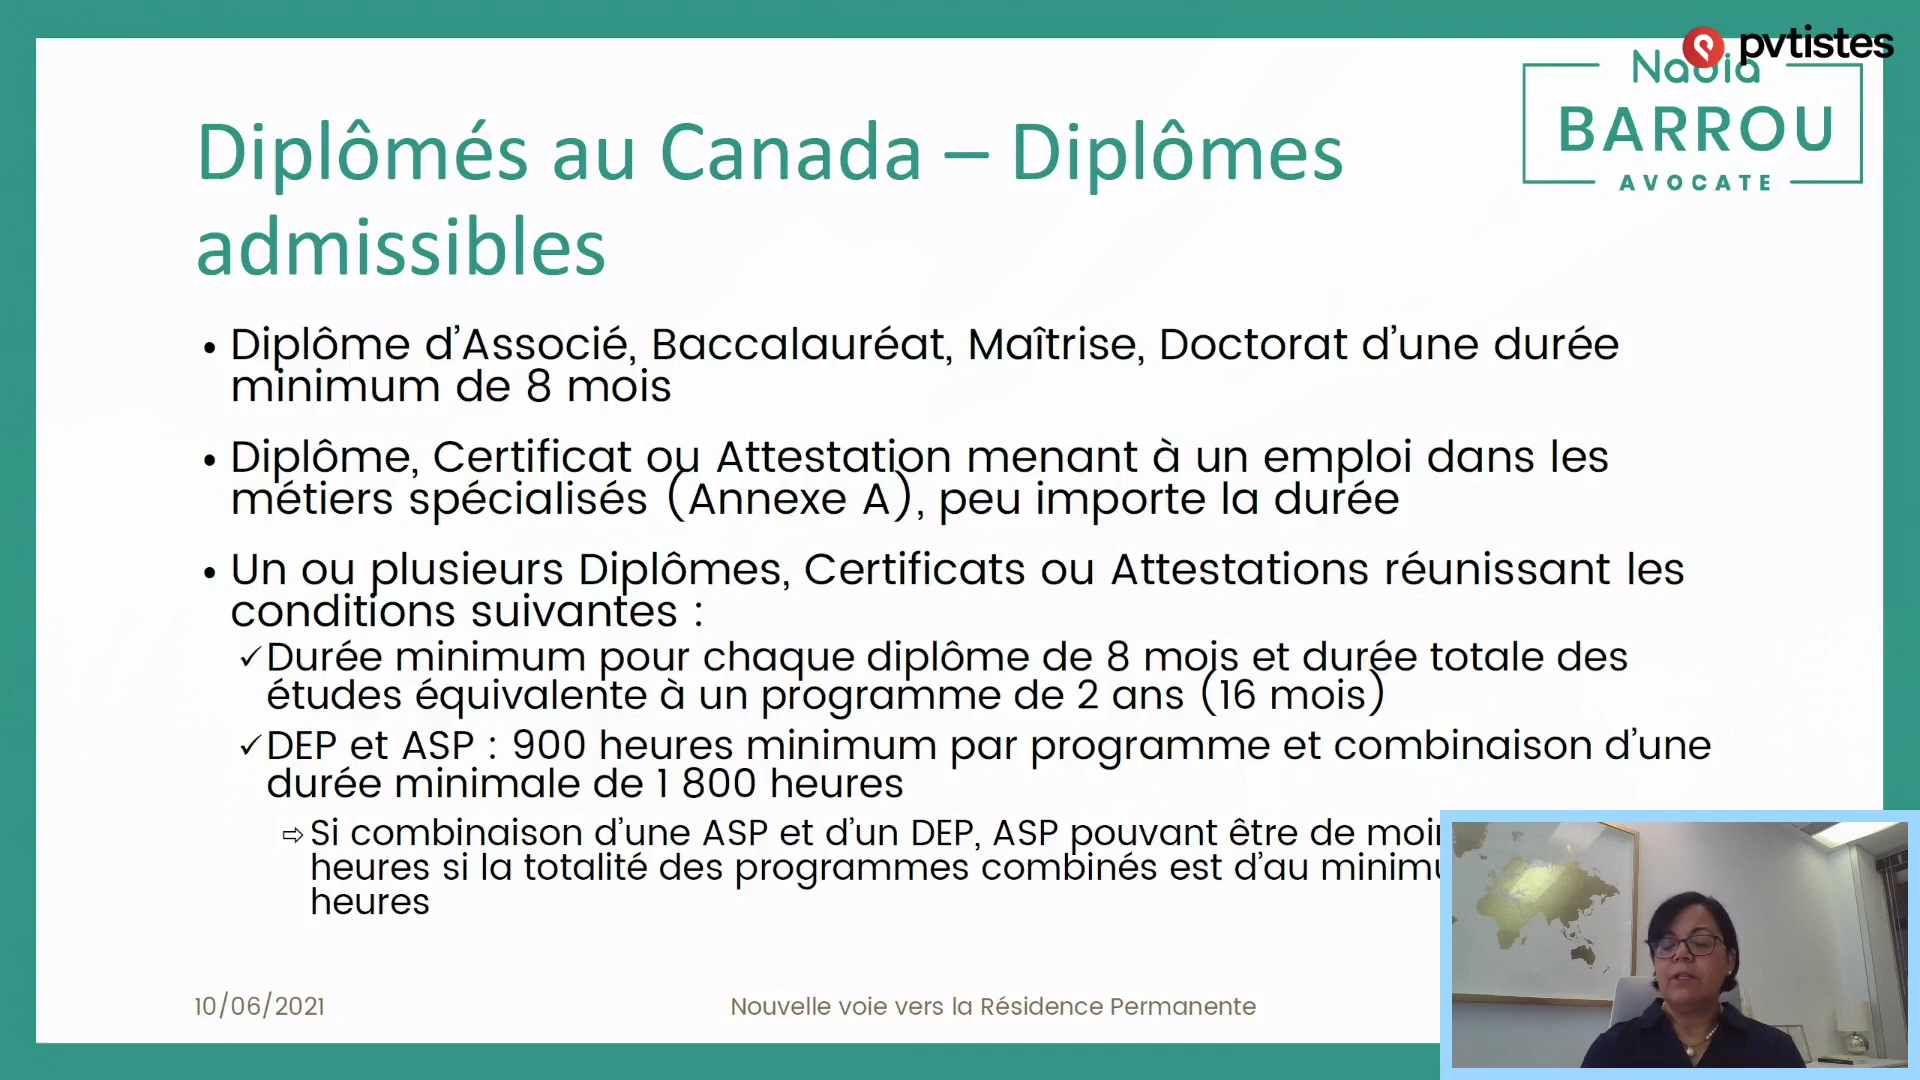 pvtistes
Nadia
BARROU
AVOCATE
Diplômés au Canada – Diplômes
admissibles
• Diplôme d’Associé, Baccalauréat, Maîtrise, Doctorat d’une durée
minimum de 8 mois
• Diplôme, Certificat ou Attestation menant à un emploi dans les
métiers spécialisés (Annexe A), peu importe la durée
• Un ou plusieurs Diplômes, Certificats ou Attestations réunissant les
conditions suivantes :
✓Durée minimum pour chaque diplôme de 8 mois et durée totale des
études équivalente à un programme de 2 ans (16 mois)
✓DEP et ASP : 900 heures minimum par programme et combinaison d’une
durée minimale de 1 800 heures
⇨Si combinaison d’une ASP et d’un DEP, ASP pouvant être de
heures si la totalité des programmes combinés est d’au
heures
10/06/2021
Nouvelle voie vers la Résidence Permanente